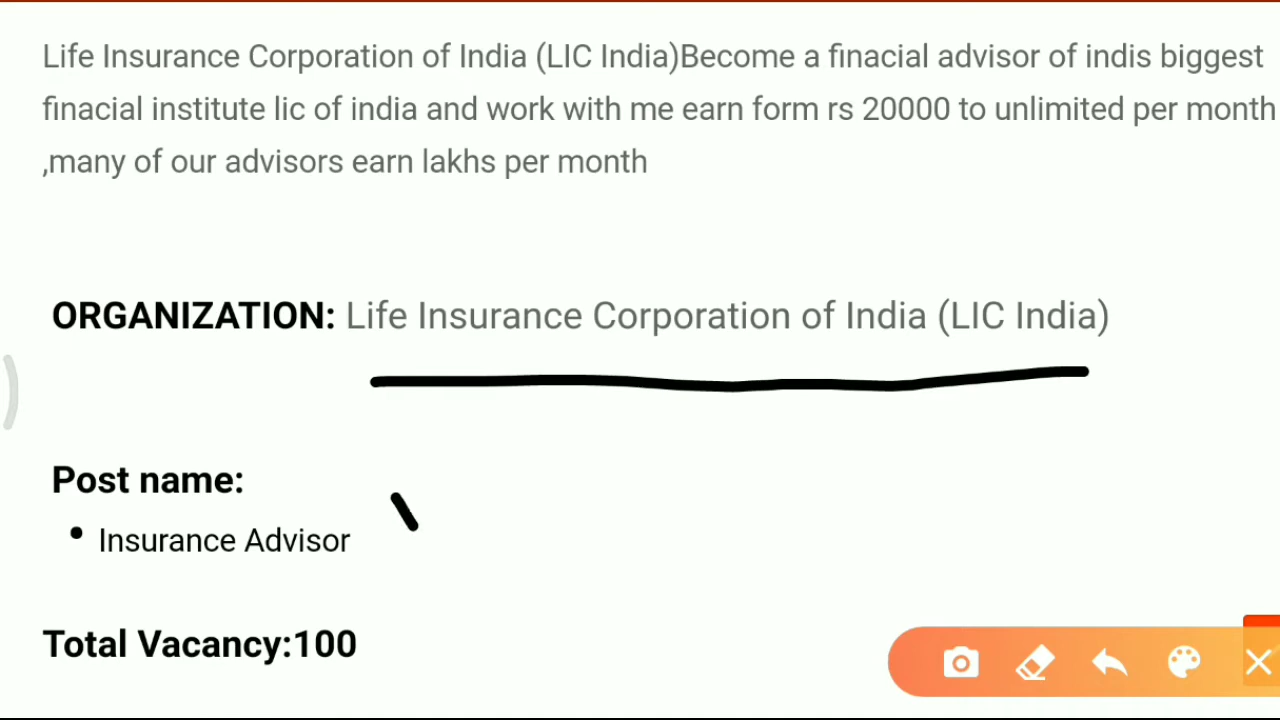 Life Insurance Corporation of India (LIC India)Become a finacial advisor of indis biggest
finacial institute lic of india and work with me earn form rs 20000 to unlimited per month
,many of our advisors earn lakhs per month
ORGANIZATION: Life Insurance Corporation of India (LIC India)
Post name:
• Insurance Advisor
Total Vacancy:100